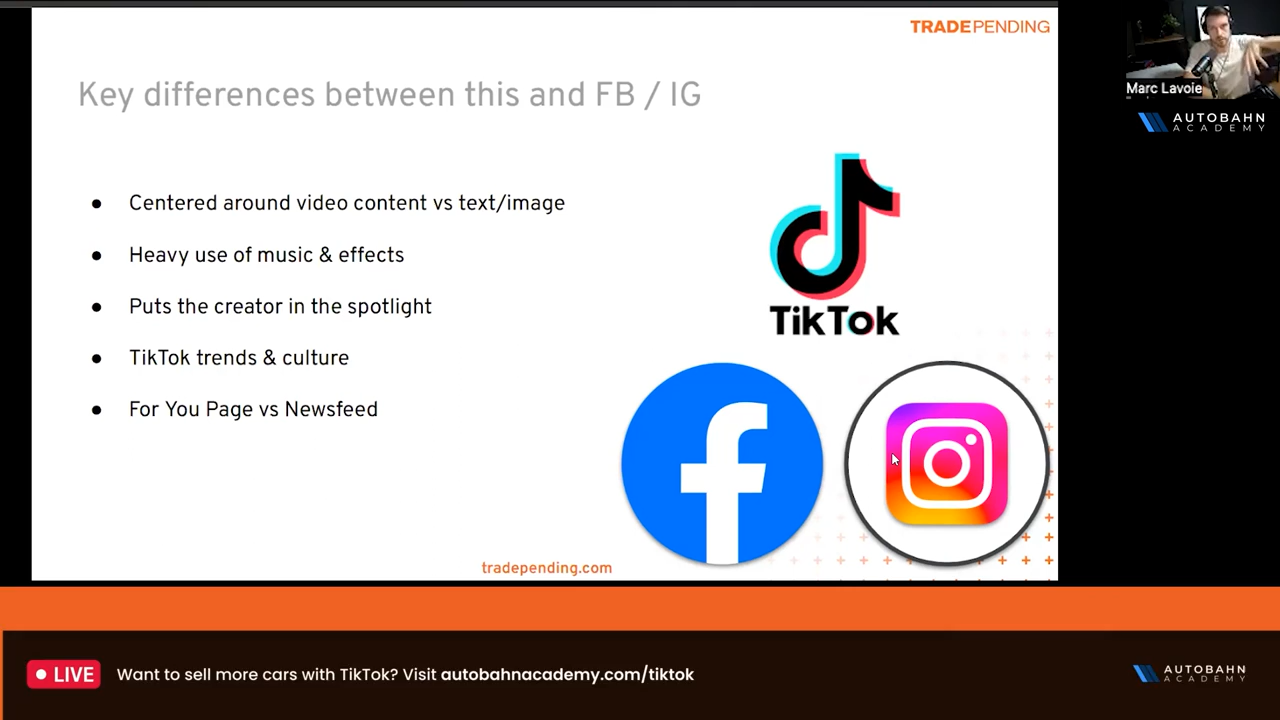 TRADEPENDING
Key differences between this and FB / IG
● Centered around video content vs text/image
● Heavy use of music & effects
● Puts the creator in the spotlight
● TikTok trends & culture
● For You Page vs Newsfeed
TikTok
tradepending.com
Marc Lavoie
AUTOBAHN
ACADEMY
LIVE
Want to sell more cars with TikTok? Visit autobahnacademy.com/tiktok
AUTOBAHN
ACADEMY